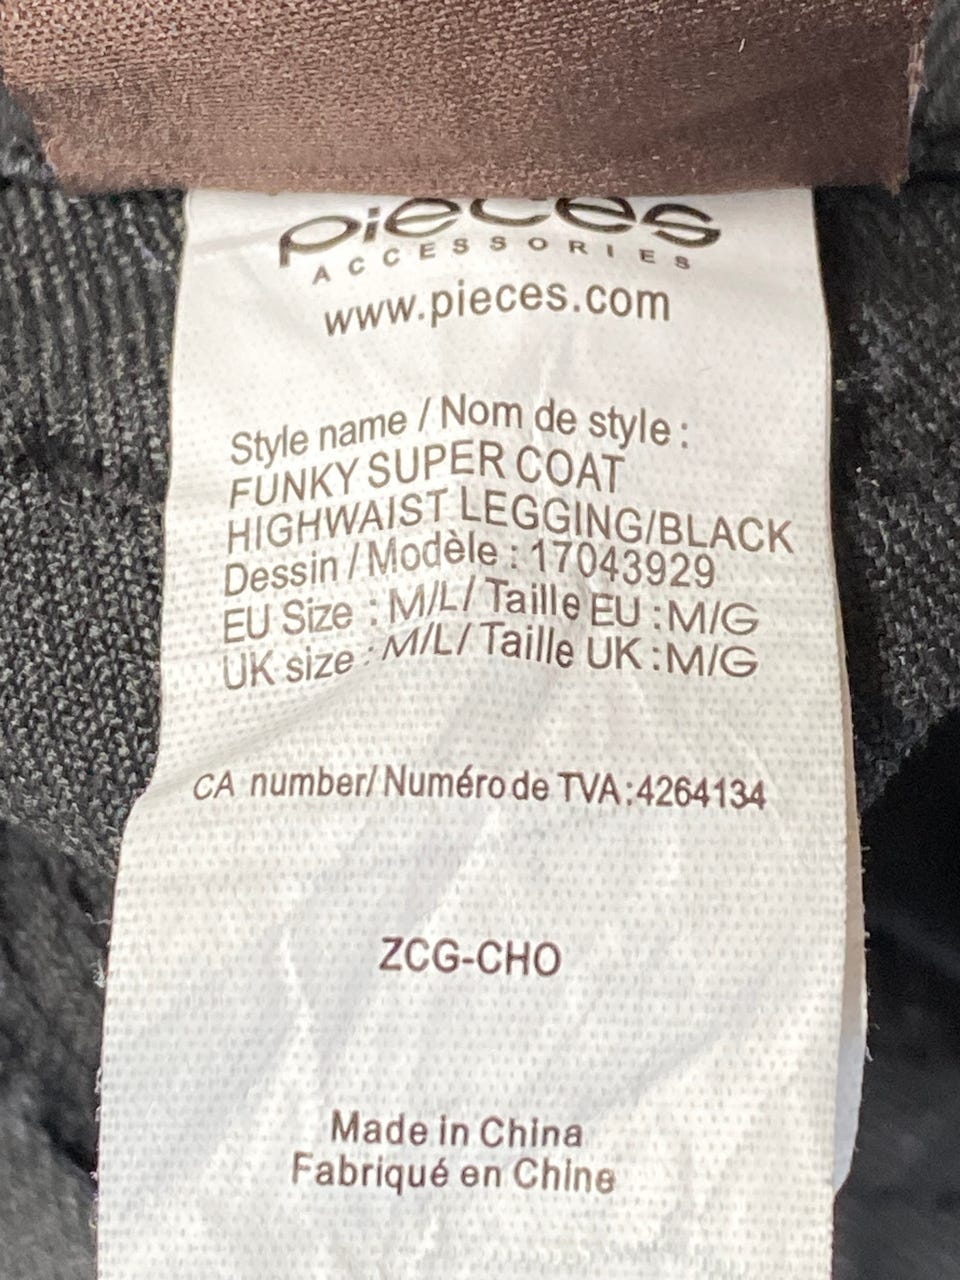 pieces
ACCESSORIES
www.pieces.com
Style name / Nom de style :
FUNKY SUPER COAT
HIGHWAIST LEGGING/BLACK
Dessin / Modèle : 17043929
EU Size : M/L/ Taille EU :M/G
UK size : M/L/ Taille UK :M/G
CA number/ Numéro de TVA:4264134
ZCG-CHO
Made in China
Fabriqué en Chine